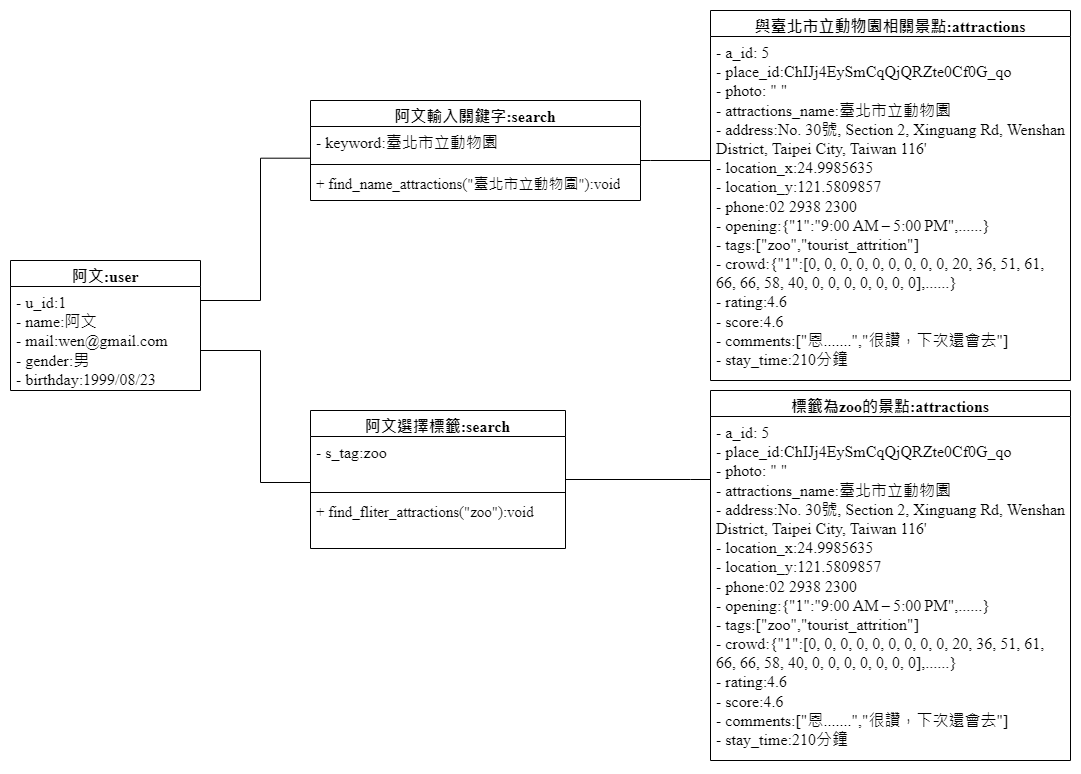 阿文:user
- u_id:1
- name:阿文
- mail:wen@gmail.com
- gender:男
- birthday:1999/08/23
阿文輸入關鍵字:search
- keyword:臺北市立動物園
+ find_name_attractions("臺北市立動物園"):void
阿文選擇標籤:search
- s_tag:zoo
+ find_fliter_attractions("zoo"):void
與臺北市立動物園相關景點:attractions
- a_id: 5
- place_id:ChIJj4EySmCqQjQRZte0Cf0G_qo
- photo: " "
- attractions_name:臺北市立動物園
- address:No. 30號, Section 2, Xinguang Rd, Wenshan
District, Taipei City, Taiwan 116'
- location_x:24.9985635
- location_y:121.5809857
- phone:02 2938 2300
- opening:{"1":"9:00 AM – 5:00 PM",......}
- tags:["zoo","tourist_attrition"]
- crowd:{"1":[0, 0, 0, 0, 0, 0, 0, 0, 0, 20, 36, 51, 61,
66, 66, 58, 40, 0, 0, 0, 0, 0, 0, 0],......}
- rating:4.6
- score:4.6
- comments:["恩.......","很讚，下次還會去"]
- stay_time:210分鐘
標籤為zoo的景點:attractions
- a_id: 5
- place_id:ChIJj4EySmCqQjQRZte0Cf0G_qo
- photo: " "
- attractions_name:臺北市立動物園
- address:No. 30號, Section 2, Xinguang Rd, Wenshan
District, Taipei City, Taiwan 116'
- location_x:24.9985635
- location_y:121.5809857
- phone:02 2938 2300
- opening:{"1":"9:00 AM – 5:00 PM",......}
- tags:["zoo","tourist_attrition"]
- crowd:{"1":[0, 0, 0, 0, 0, 0, 0, 0, 0, 20, 36, 51, 61,
66, 66, 58, 40, 0, 0, 0, 0, 0, 0, 0],......}
- rating:4.6
- score:4.6
- comments:["恩.......","很讚，下次還會去"]
- stay_time:210分鐘